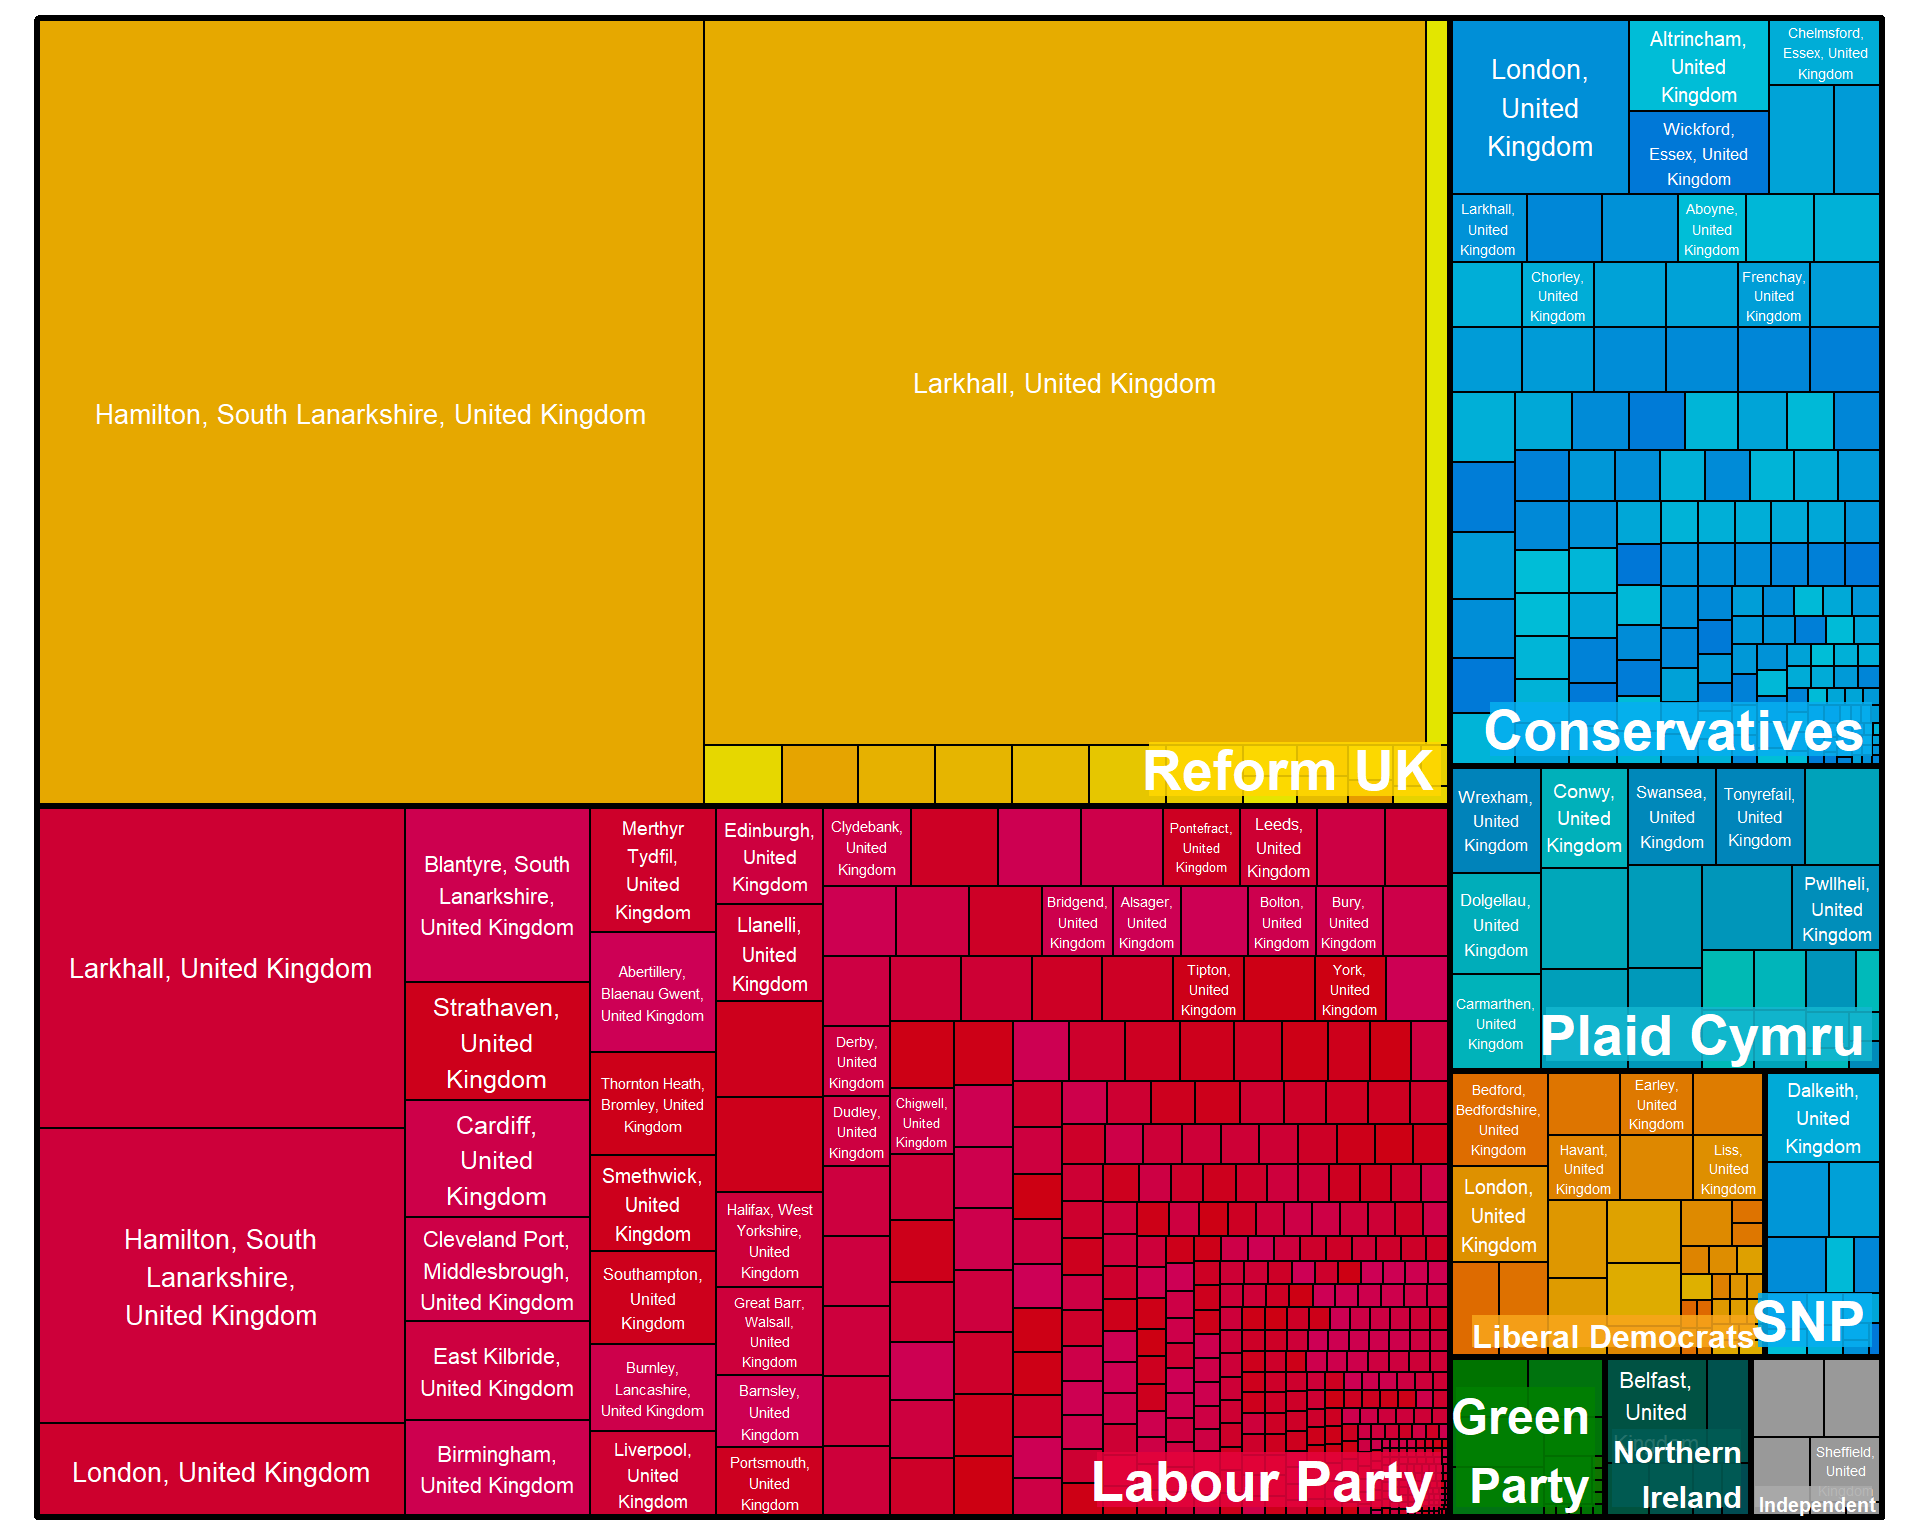 Hamilton, South Lanarkshire, United Kingdom
Larkhall, United Kingdom
Reform UK
London,
United
Kingdom
Altrincham,
United
Kingdom
Chelmsford,
Essex, United
Kingdom
Wickford,
Essex, United
Kingdom
Larkhall,
United
Kingdom
Aboyne,
United
Kingdom
Chorley,
United
Kingdom
Frenchay,
United
Kingdom
Conservatives
Larkhall, United Kingdom
Hamilton, South
Lanarkshire,
United Kingdom
London, United Kingdom
Blantyre, South
Lanarkshire,
United Kingdom
Strathaven,
United
Kingdom
Cardiff,
United
Kingdom
Cleveland Port,
Middlesbrough,
United Kingdom
East Kilbride,
United Kingdom
Birmingham,
United Kingdom
Merthyr
Tydfil,
United
Kingdom
Abertillery,
Blaenau Gwent,
United Kingdom
Thornton Heath,
Bromley, United
Kingdom
Smethwick,
United
Kingdom
Southampton,
United
Kingdom
Burnley,
Lancashire,
United Kingdom
Liverpool,
United
Kingdom
Edinburgh,
United
Kingdom
Llanelli,
United
Kingdom
Halifax, West
Yorkshire,
United
Kingdom
Great Barr,
Walsall,
United
Kingdom
Barnsley,
United
Kingdom
Portsmouth,
United
Kingdom
Clydebank,
United
Kingdom
Pontefract,
United
Kingdom
Leeds,
United
Kingdom
Bridgend,
United
Kingdom
Alsager,
United
Kingdom
Bolton,
United
Kingdom
Bury,
United
Kingdom
Tipton,
United
Kingdom
York,
United
Kingdom
Derby,
United
Kingdom
Dudley,
United
Kingdom
Chigwell,
United
Kingdom
Labour Party
Wrexham,
United
Kingdom
Conwy,
United
Kingdom
Swansea,
United
Kingdom
Tonyrefail,
United
Kingdom
Dolgellau,
United
Kingdom
Pwllheli,
United
Kingdom
Carmarthen,
United
Kingdom
Plaid Cymru
Bedford,
Bedfordshire,
United
Kingdom
Earley,
United
Kingdom
Havant,
United
Kingdom
Liss,
United
Kingdom
London,
United
Kingdom
Liberal Democrats
Dalkeith,
United
Kingdom
SNP
Green
Party
Belfast,
United
Kingdom
Northern
Ireland
Sheffield,
United
Kingdom
Independent